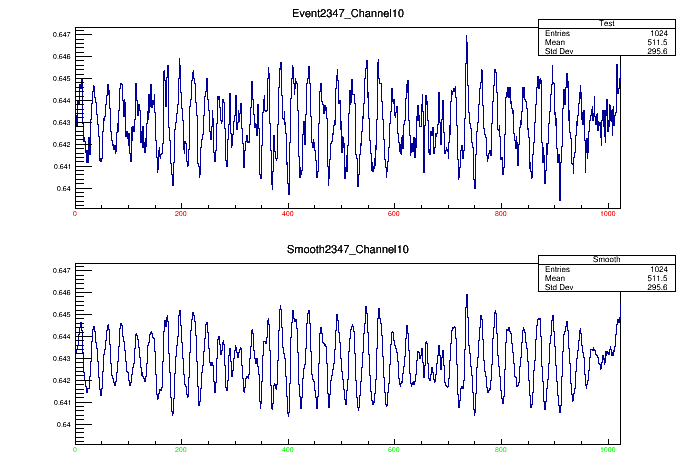 Event2347_Channel10
Test
Entries 1024
Mean 511.5
Std Dev 295.6
0.647
0.646
0.645
0.644
0.643
0.642
0.641
0.64
0 200 400 600 800 1000
Smooth2347_Channel10
Smooth
Entries 1024
Mean 511.5
Std Dev 295.6
0.647
0.646
0.645
0.644
0.643
0.642
0.641
0.64
0 200 400 600 800 1000